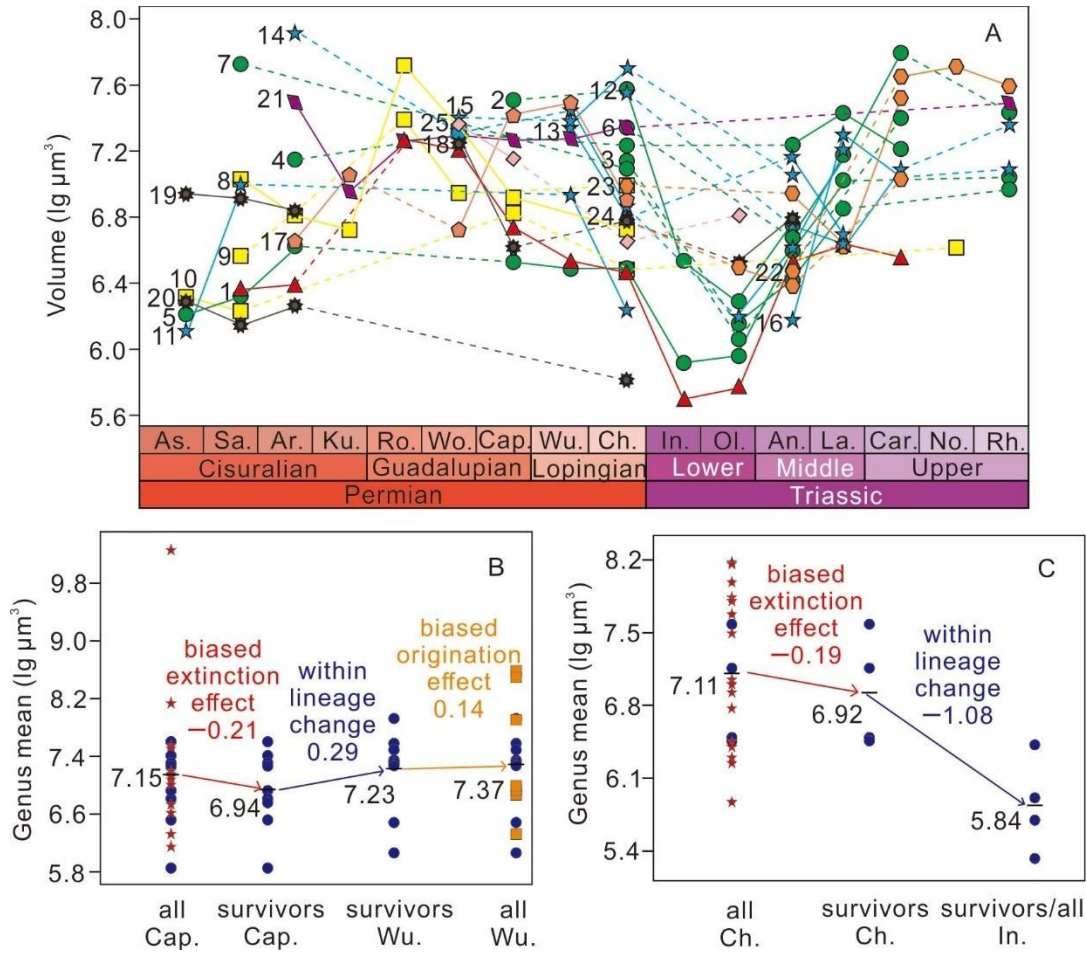 A
Volume (lg μm³)
8.0
7.6
7.2
6.8
6.4
6.0
5.6
14
7
21
4
8
19
17
9
10
1
20
5
11
15
2
25
18
13
12
6
3
23
24
22
16
As. Sa. Ar. Ku. Ro. Wo. Cap. Wu. Ch. In. Ol. An. La. Car. No. Rh.
Cisuralian Guadalupian Lopingian Lower Middle Upper
Permian Triassic
B
Genus mean (lg μm³)
9.8
9.0
8.2
7.4
6.6
5.8
biased
extinction
effect
−0.21
within
lineage
change
0.29
biased
origination
effect
0.14
7.15
6.94
7.23
7.37
all
Cap.
survivors
Cap.
survivors
Wu.
all
Wu.
C
Genus mean (lg μm³)
8.2
7.5
6.8
6.1
5.4
biased
extinction
effect
−0.19
within
lineage
change
−1.08
7.11
6.92
5.84
all
Ch.
survivors
Ch.
survivors/all
In.